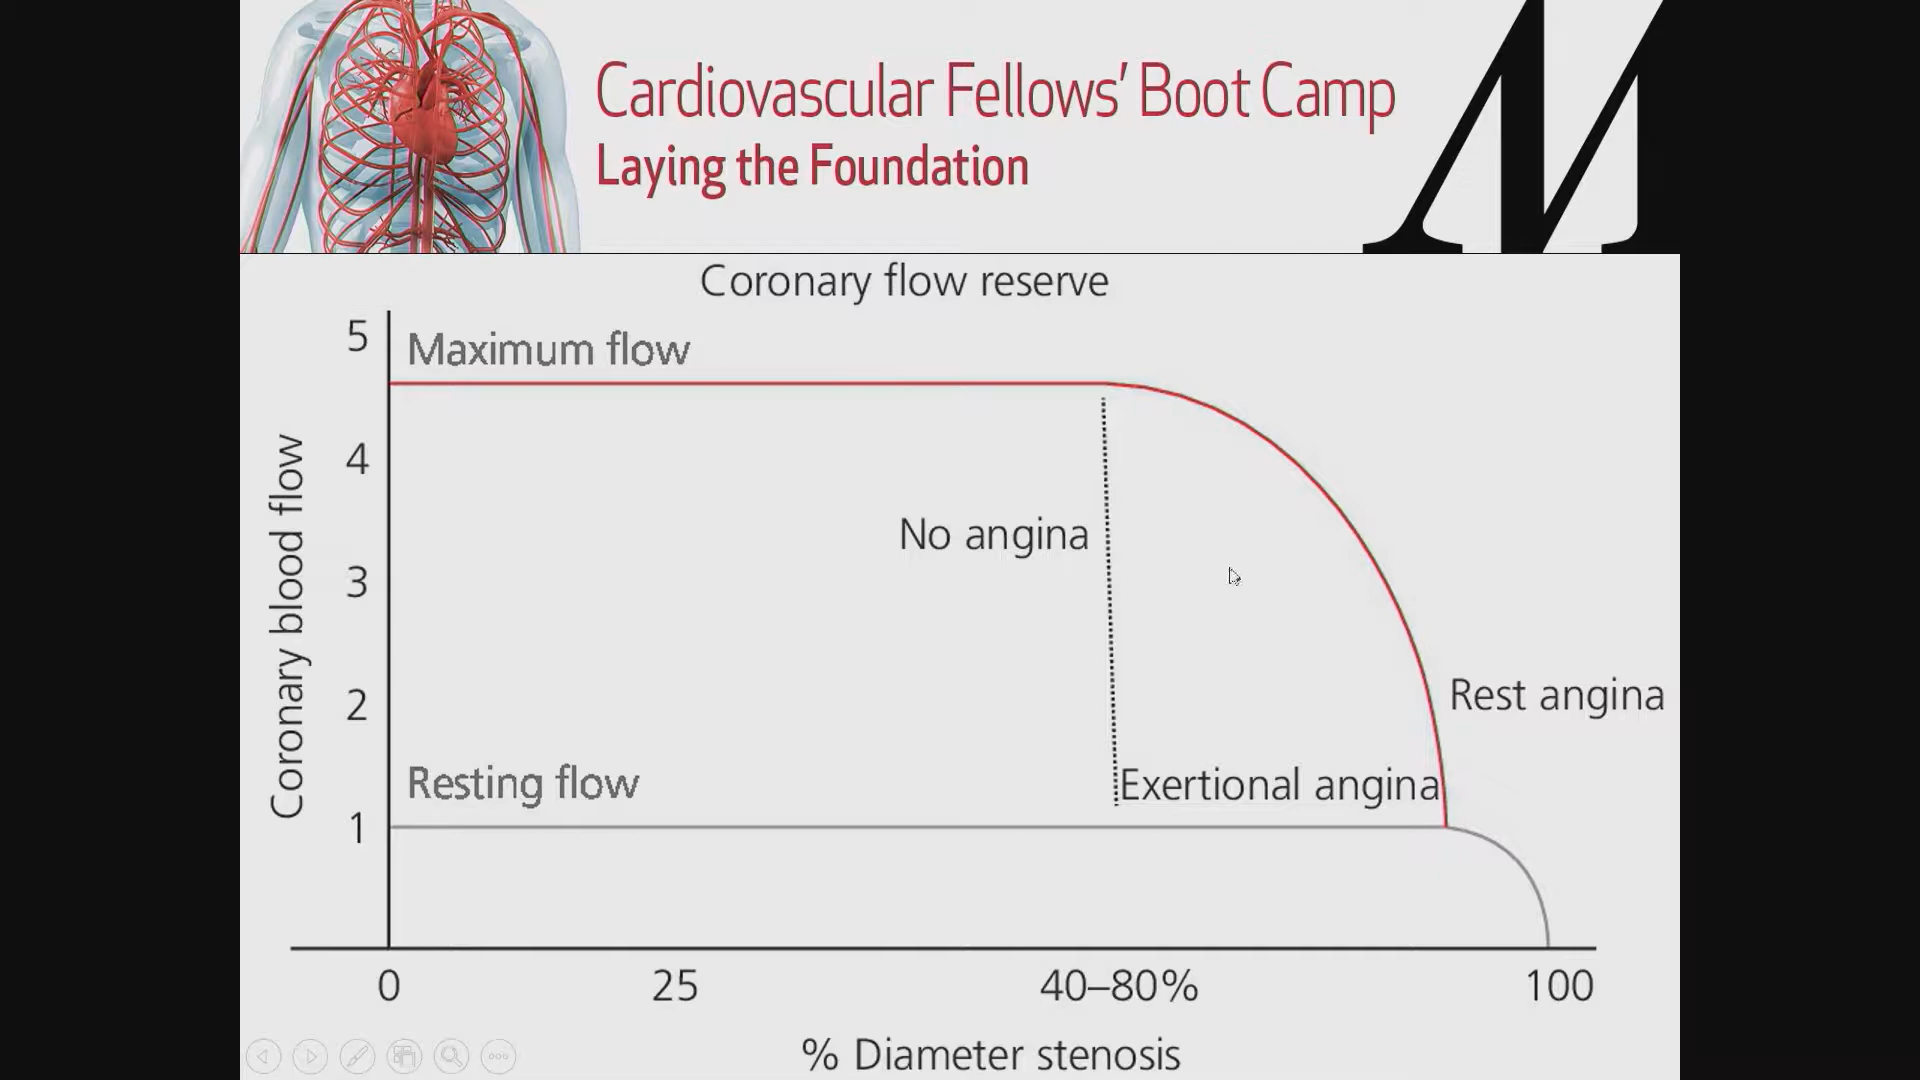 Cardiovascular Fellows' Boot Camp
Laying the Foundation
M
Coronary flow reserve
5
Maximum flow
4
No angina
3
Coronary blood flow
2
Rest angina
Resting flow
Exertional angina
1
0
25
40–80%
100
% Diameter stenosis